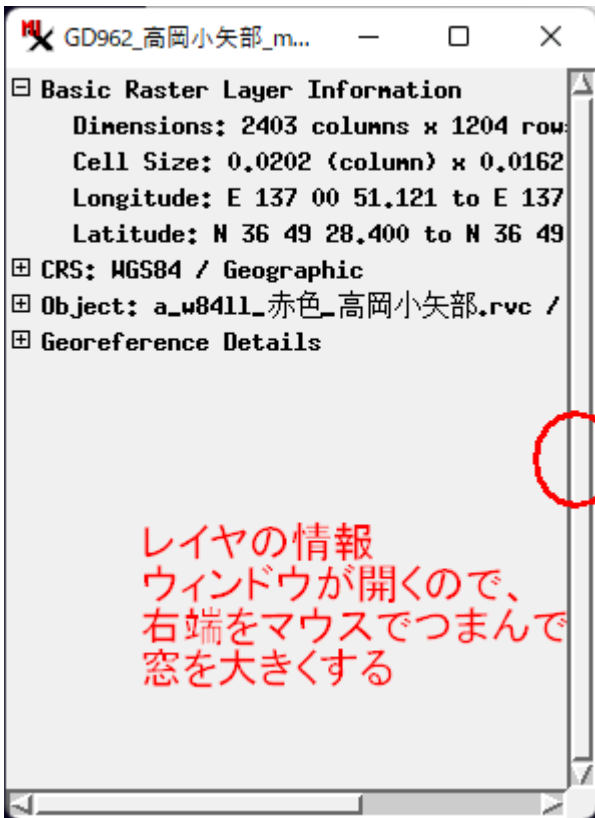 GD962_高岡小矢部_m...
Basic Raster Layer Information
Dimensions: 2403 columns x 1204 row
Cell Size: 0.0202 (column) x 0.0162
Longitude: E 137 00 51.121 to E 137
Latitude: N 36 49 28.400 to N 36 49
CRS: WGS84 / Geographic
Object: a_w84ll_赤色_高岡小矢部.rvc /
Georeference Details
レイヤの情報
ウィンドウが開くので、
右端をマウスでつまんで
窓を大きくする